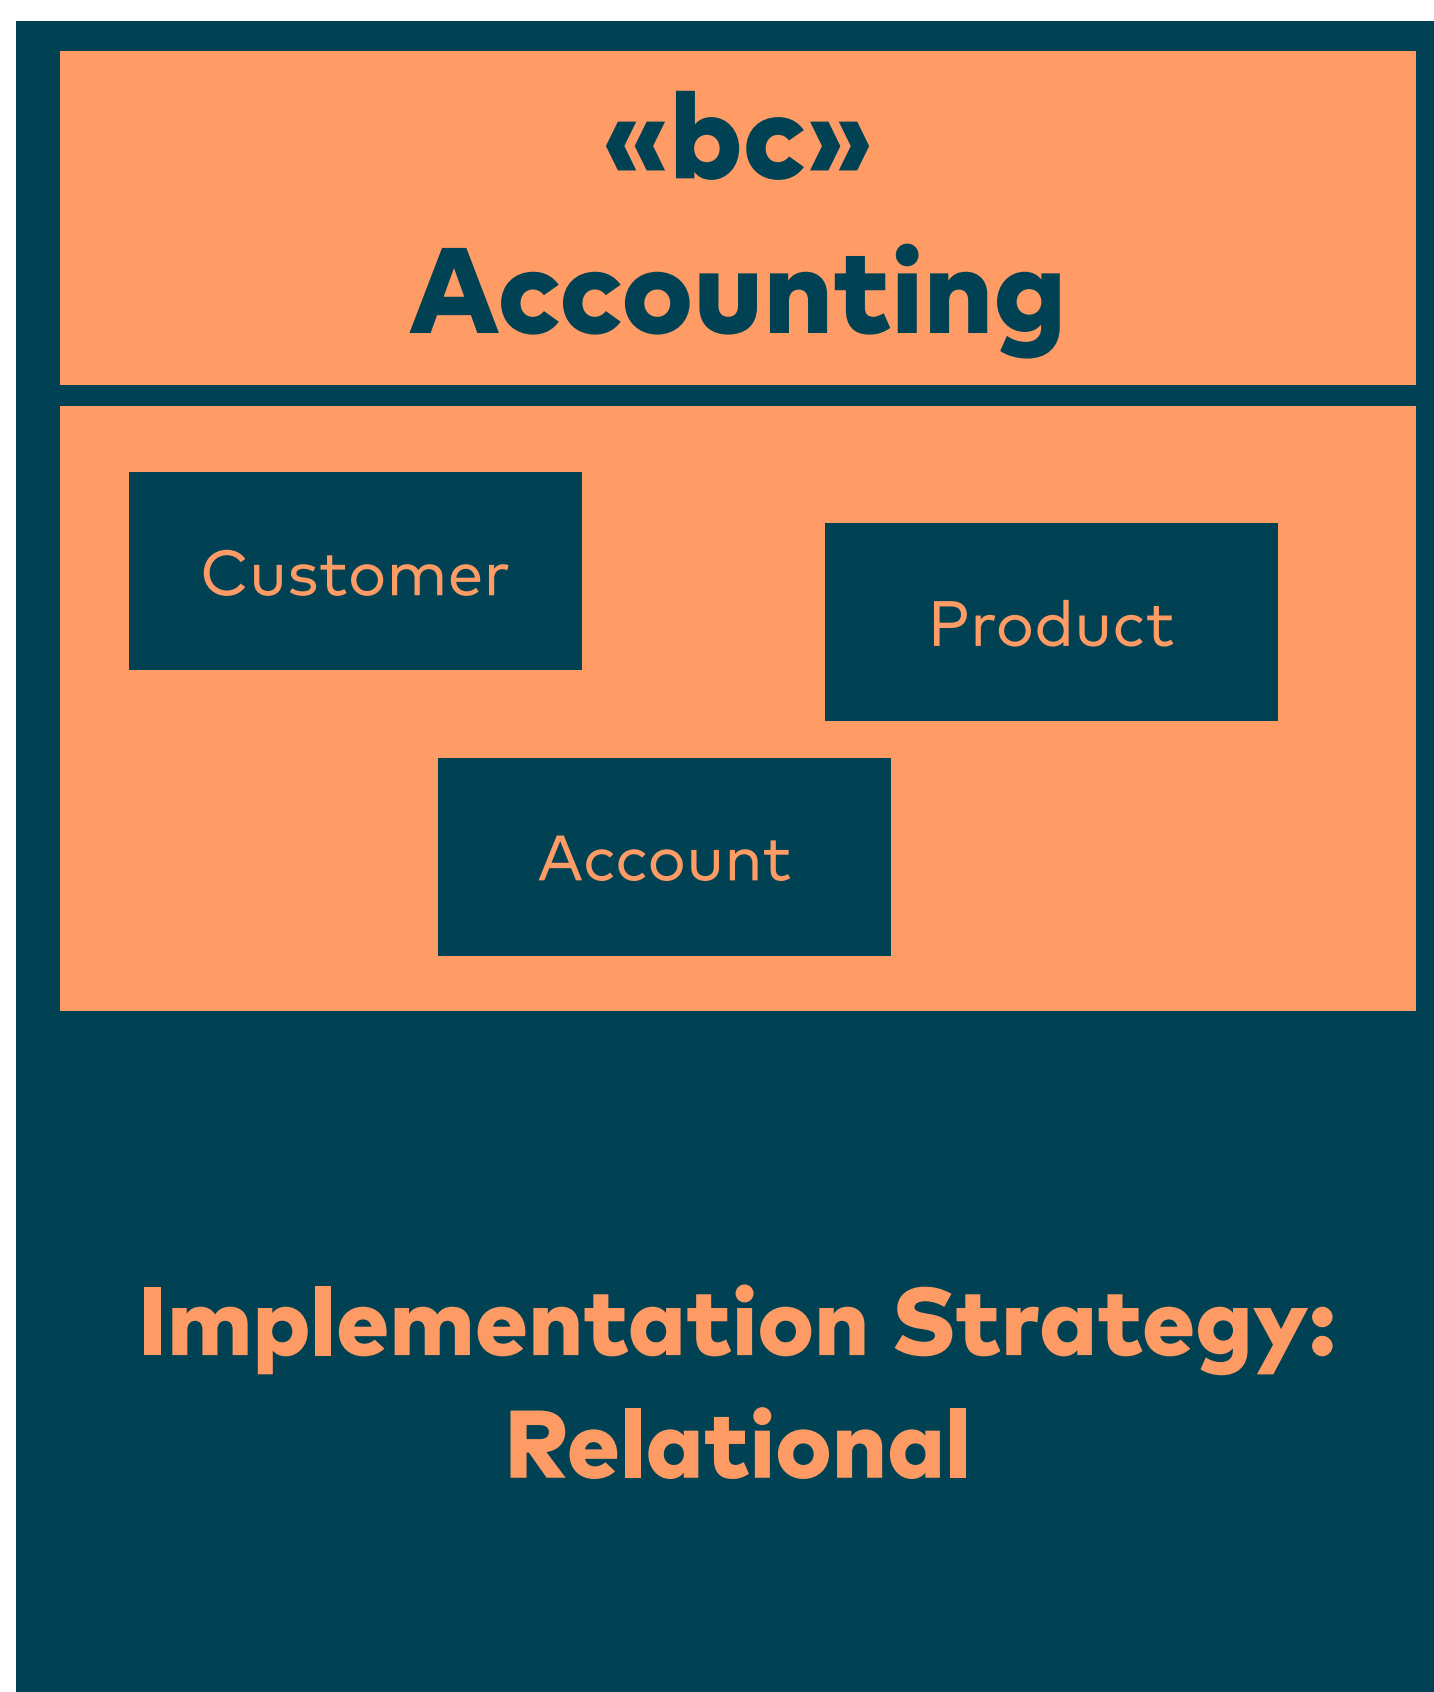 «bc»
Accounting
Customer
Product
Account
Implementation Strategy:
Relational